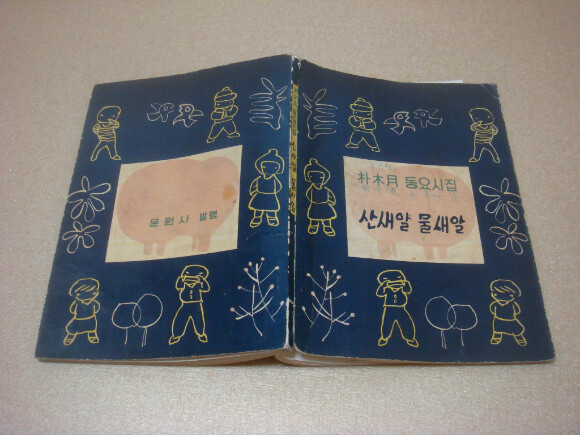 朴木月 동요시집
산새알 물새알
문원사 발행